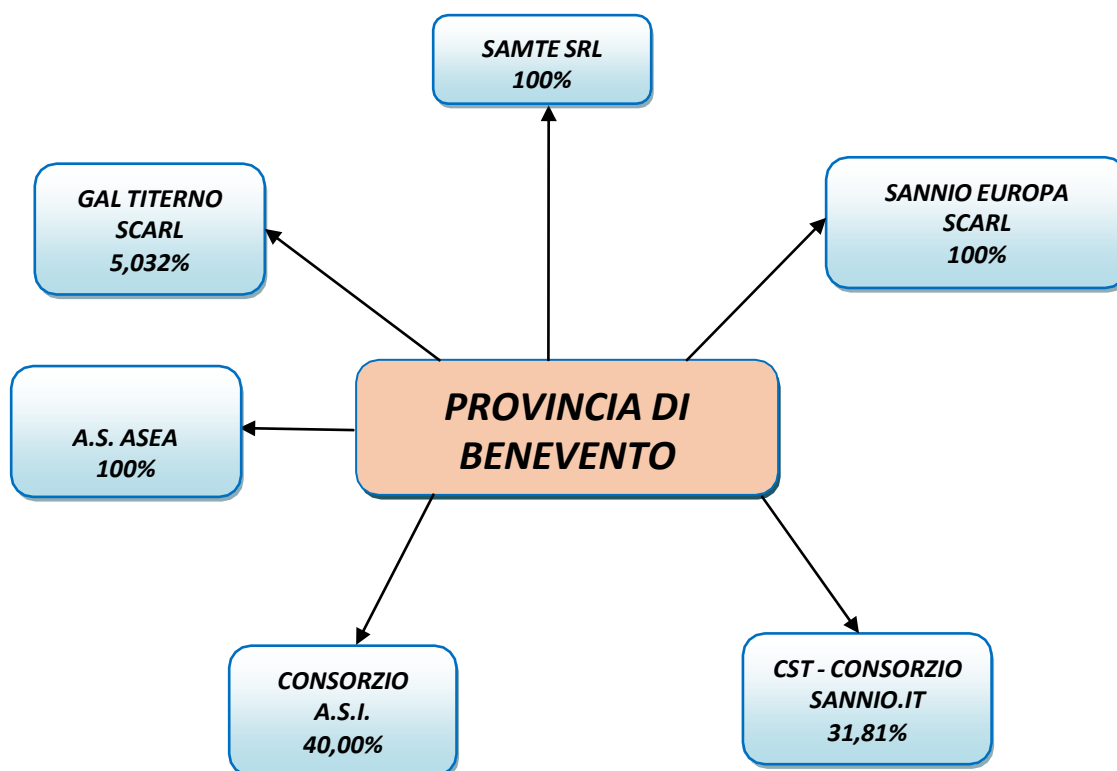 SAMTE SRL
100%
GAL TITERNO
SCARL
5,032%
SANNIO EUROPA
SCARL
100%
PROVINCIA DI
BENEVENTO
A.S. ASEA
100%
CONSORZIO
A.S.I.
40,00%
CST - CONSORZIO
SANNIO.IT
31,81%